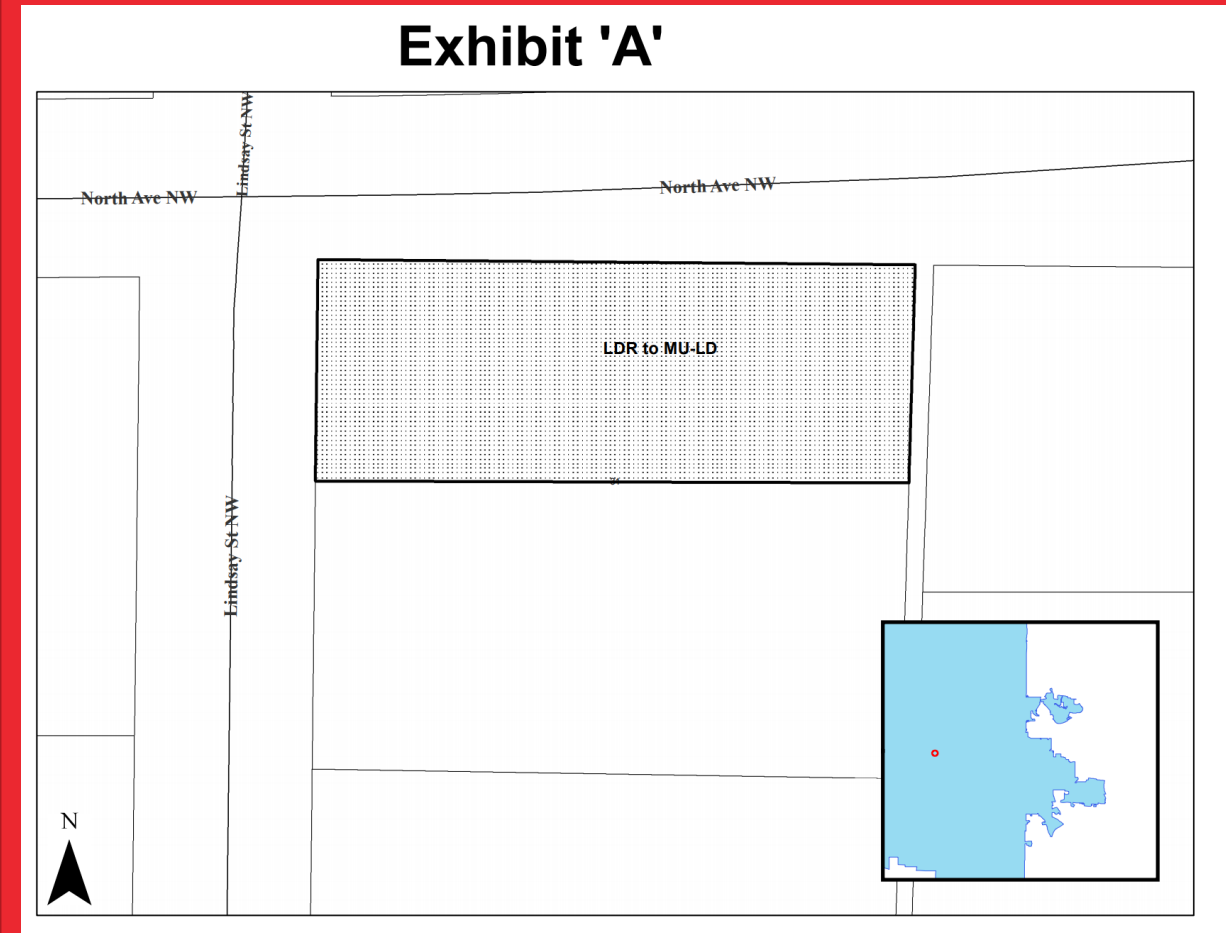 Exhibit 'A'
Lindsay St NW
North Ave NW
North Ave NW
LDR to MU-LD
Lindsay St NW
N